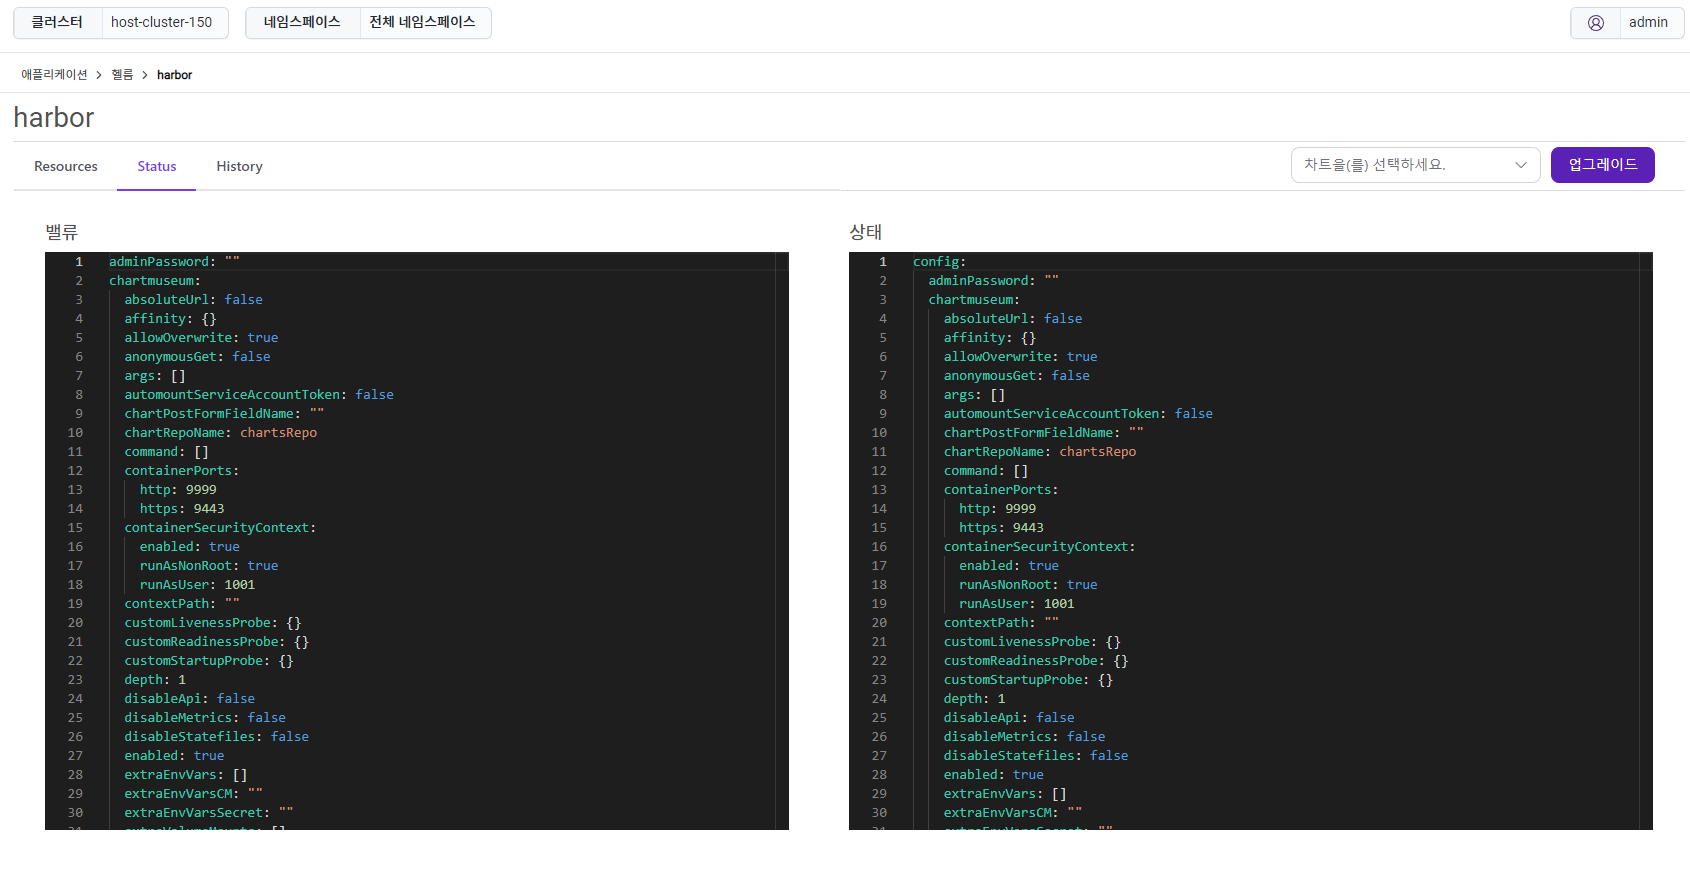 클러스터 host-cluster-150 네임스페이스 전체 네임스페이스 admin
애플리케이션 > 헬름 > harbor
harbor
Resources Status History 차트을(를) 선택하세요. 업그레이드
밸류
1 adminPassword: ""
2 chartmuseum:
3 absoluteUrl: false
4 affinity: {}
5 allowOverwrite: true
6 anonymousGet: false
7 args: []
8 automountServiceAccountToken: false
9 chartPostFormFieldName: ""
10 chartRepoName: chartsRepo
11 command: []
12 containerPorts:
13 http: 9999
14 https: 9443
15 containerSecurityContext:
16 enabled: true
17 runAsNonRoot: true
18 runAsUser: 1001
19 contextPath: ""
20 customLivenessProbe: {}
21 customReadinessProbe: {}
22 customStartupProbe: {}
23 depth: 1
24 disableApi: false
25 disableMetrics: false
26 disableStatefiles: false
27 enabled: true
28 extraEnvVars: []
29 extraEnvVarsCM: ""
30 extraEnvVarsSecret: ""
31 extraVolumeMounts: []
상태
1 config:
2 adminPassword: ""
3 chartmuseum:
4 absoluteUrl: false
5 affinity: {}
6 allowOverwrite: true
7 anonymousGet: false
8 args: []
9 automountServiceAccountToken: false
10 chartPostFormFieldName: ""
11 chartRepoName: chartsRepo
12 command: []
13 containerPorts:
14 http: 9999
15 https: 9443
16 containerSecurityContext:
17 enabled: true
18 runAsNonRoot: true
19 runAsUser: 1001
20 contextPath: ""
21 customLivenessProbe: {}
22 customReadinessProbe: {}
23 customStartupProbe: {}
24 depth: 1
25 disableApi: false
26 disableMetrics: false
27 disableStatefiles: false
28 enabled: true
29 extraEnvVars: []
30 extraEnvVarsCM: ""
31 extraEnvVarsSecret: ""